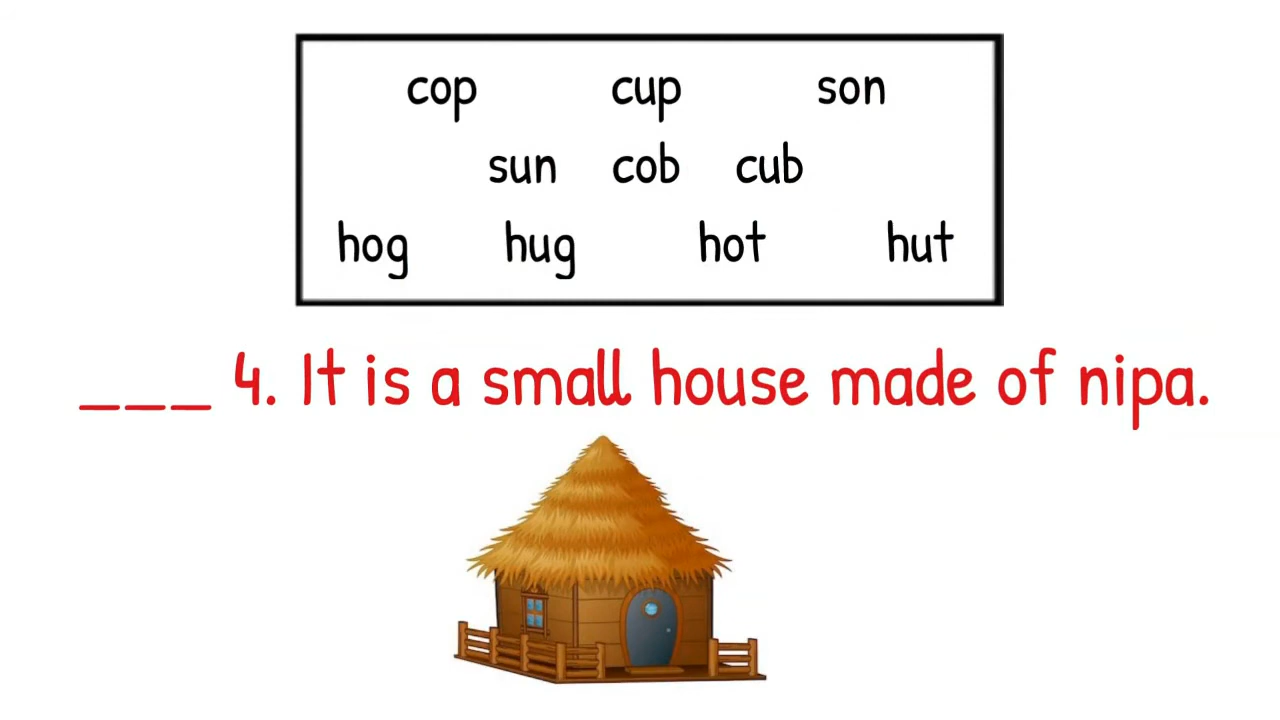 cop cup son
sun cob cub
hog hug hot hut
___ 4. It is a small house made of nipa.